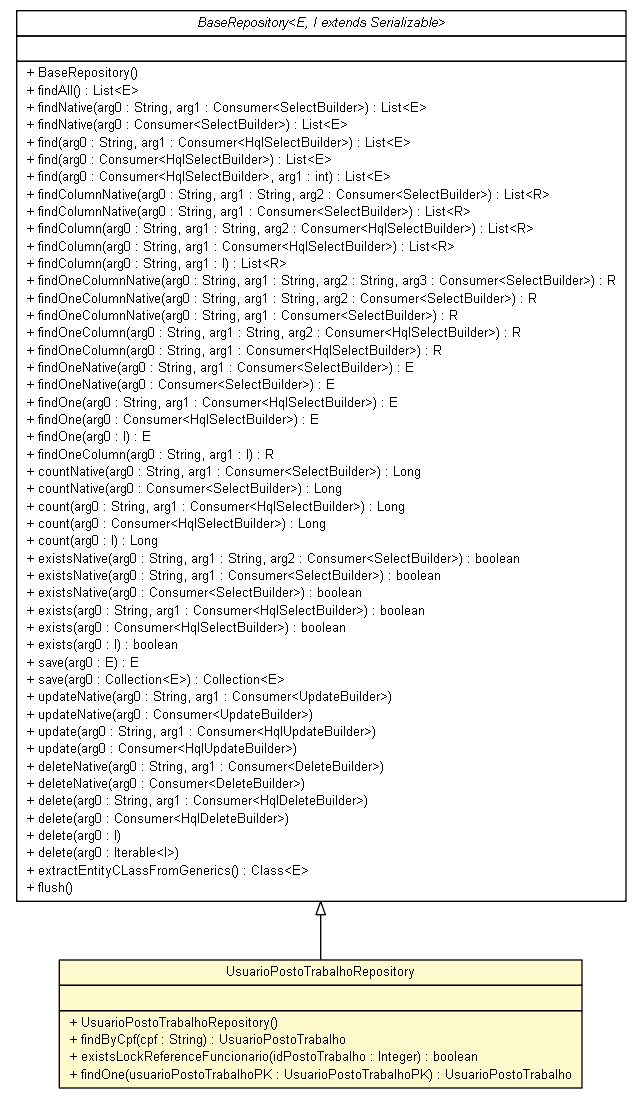 BaseRepository<E, I extends Serializable>
+ BaseRepository()
+ findAll() : List<E>
+ findNative(arg0 : String, arg1 : Consumer<SelectBuilder>) : List<E>
+ findNative(arg0 : Consumer<SelectBuilder>) : List<E>
+ find(arg0 : String, arg1 : Consumer<HqlSelectBuilder>) : List<E>
+ find(arg0 : Consumer<HqlSelectBuilder>) : List<E>
+ find(arg0 : Consumer<HqlSelectBuilder>, arg1 : int) : List<E>
+ findColumnNative(arg0 : String, arg1 : String, arg2 : Consumer<SelectBuilder>) : List<R>
+ findColumnNative(arg0 : String, arg1 : Consumer<SelectBuilder>) : List<R>
+ findColumn(arg0 : String, arg1 : String, arg2 : Consumer<HqlSelectBuilder>) : List<R>
+ findColumn(arg0 : String, arg1 : Consumer<HqlSelectBuilder>) : List<R>
+ findColumn(arg0 : String, arg1 : I) : List<R>
+ findOneColumnNative(arg0 : String, arg1 : String, arg2 : String, arg3 : Consumer<SelectBuilder>) : R
+ findOneColumnNative(arg0 : String, arg1 : String, arg2 : Consumer<SelectBuilder>) : R
+ findOneColumnNative(arg0 : String, arg1 : Consumer<SelectBuilder>) : R
+ findOneColumn(arg0 : String, arg1 : String, arg2 : Consumer<HqlSelectBuilder>) : R
+ findOneColumn(arg0 : String, arg1 : Consumer<HqlSelectBuilder>) : R
+ findOneNative(arg0 : String, arg1 : Consumer<SelectBuilder>) : E
+ findOneNative(arg0 : Consumer<SelectBuilder>) : E
+ findOne(arg0 : String, arg1 : Consumer<HqlSelectBuilder>) : E
+ findOne(arg0 : Consumer<HqlSelectBuilder>) : E
+ findOne(arg0 : I) : E
+ findOneColumn(arg0 : String, arg1 : I) : R
+ countNative(arg0 : String, arg1 : Consumer<SelectBuilder>) : Long
+ countNative(arg0 : Consumer<SelectBuilder>) : Long
+ count(arg0 : String, arg1 : Consumer<HqlSelectBuilder>) : Long
+ count(arg0 : Consumer<HqlSelectBuilder>) : Long
+ count(arg0 : I) : Long
+ existsNative(arg0 : String, arg1 : String, arg2 : Consumer<SelectBuilder>) : boolean
+ existsNative(arg0 : String, arg1 : Consumer<SelectBuilder>) : boolean
+ existsNative(arg0 : Consumer<SelectBuilder>) : boolean
+ exists(arg0 : String, arg1 : Consumer<HqlSelectBuilder>) : boolean
+ exists(arg0 : Consumer<HqlSelectBuilder>) : boolean
+ exists(arg0 : I) : boolean
+ save(arg0 : E) : E
+ save(arg0 : Collection<E>) : Collection<E>
+ updateNative(arg0 : String, arg1 : Consumer<UpdateBuilder>)
+ updateNative(arg0 : Consumer<UpdateBuilder>)
+ update(arg0 : String, arg1 : Consumer<HqlUpdateBuilder>)
+ update(arg0 : Consumer<HqlUpdateBuilder>)
+ deleteNative(arg0 : String, arg1 : Consumer<DeleteBuilder>)
+ deleteNative(arg0 : Consumer<DeleteBuilder>)
+ delete(arg0 : String, arg1 : Consumer<HqlDeleteBuilder>)
+ delete(arg0 : Consumer<HqlDeleteBuilder>)
+ delete(arg0 : I)
+ delete(arg0 : Iterable<I>)
+ extractEntityCLassFromGenerics() : Class<E>
+ flush()
UsuarioPostoTrabalhoRepository
+ UsuarioPostoTrabalhoRepository()
+ findByCpf(cpf : String) : UsuarioPostoTrabalho
+ existsLockReferenceFuncionario(idPostoTrabalho : Integer) : boolean
+ findOne(usuarioPostoTrabalhoPK : UsuarioPostoTrabalhoPK) : UsuarioPostoTrabalho